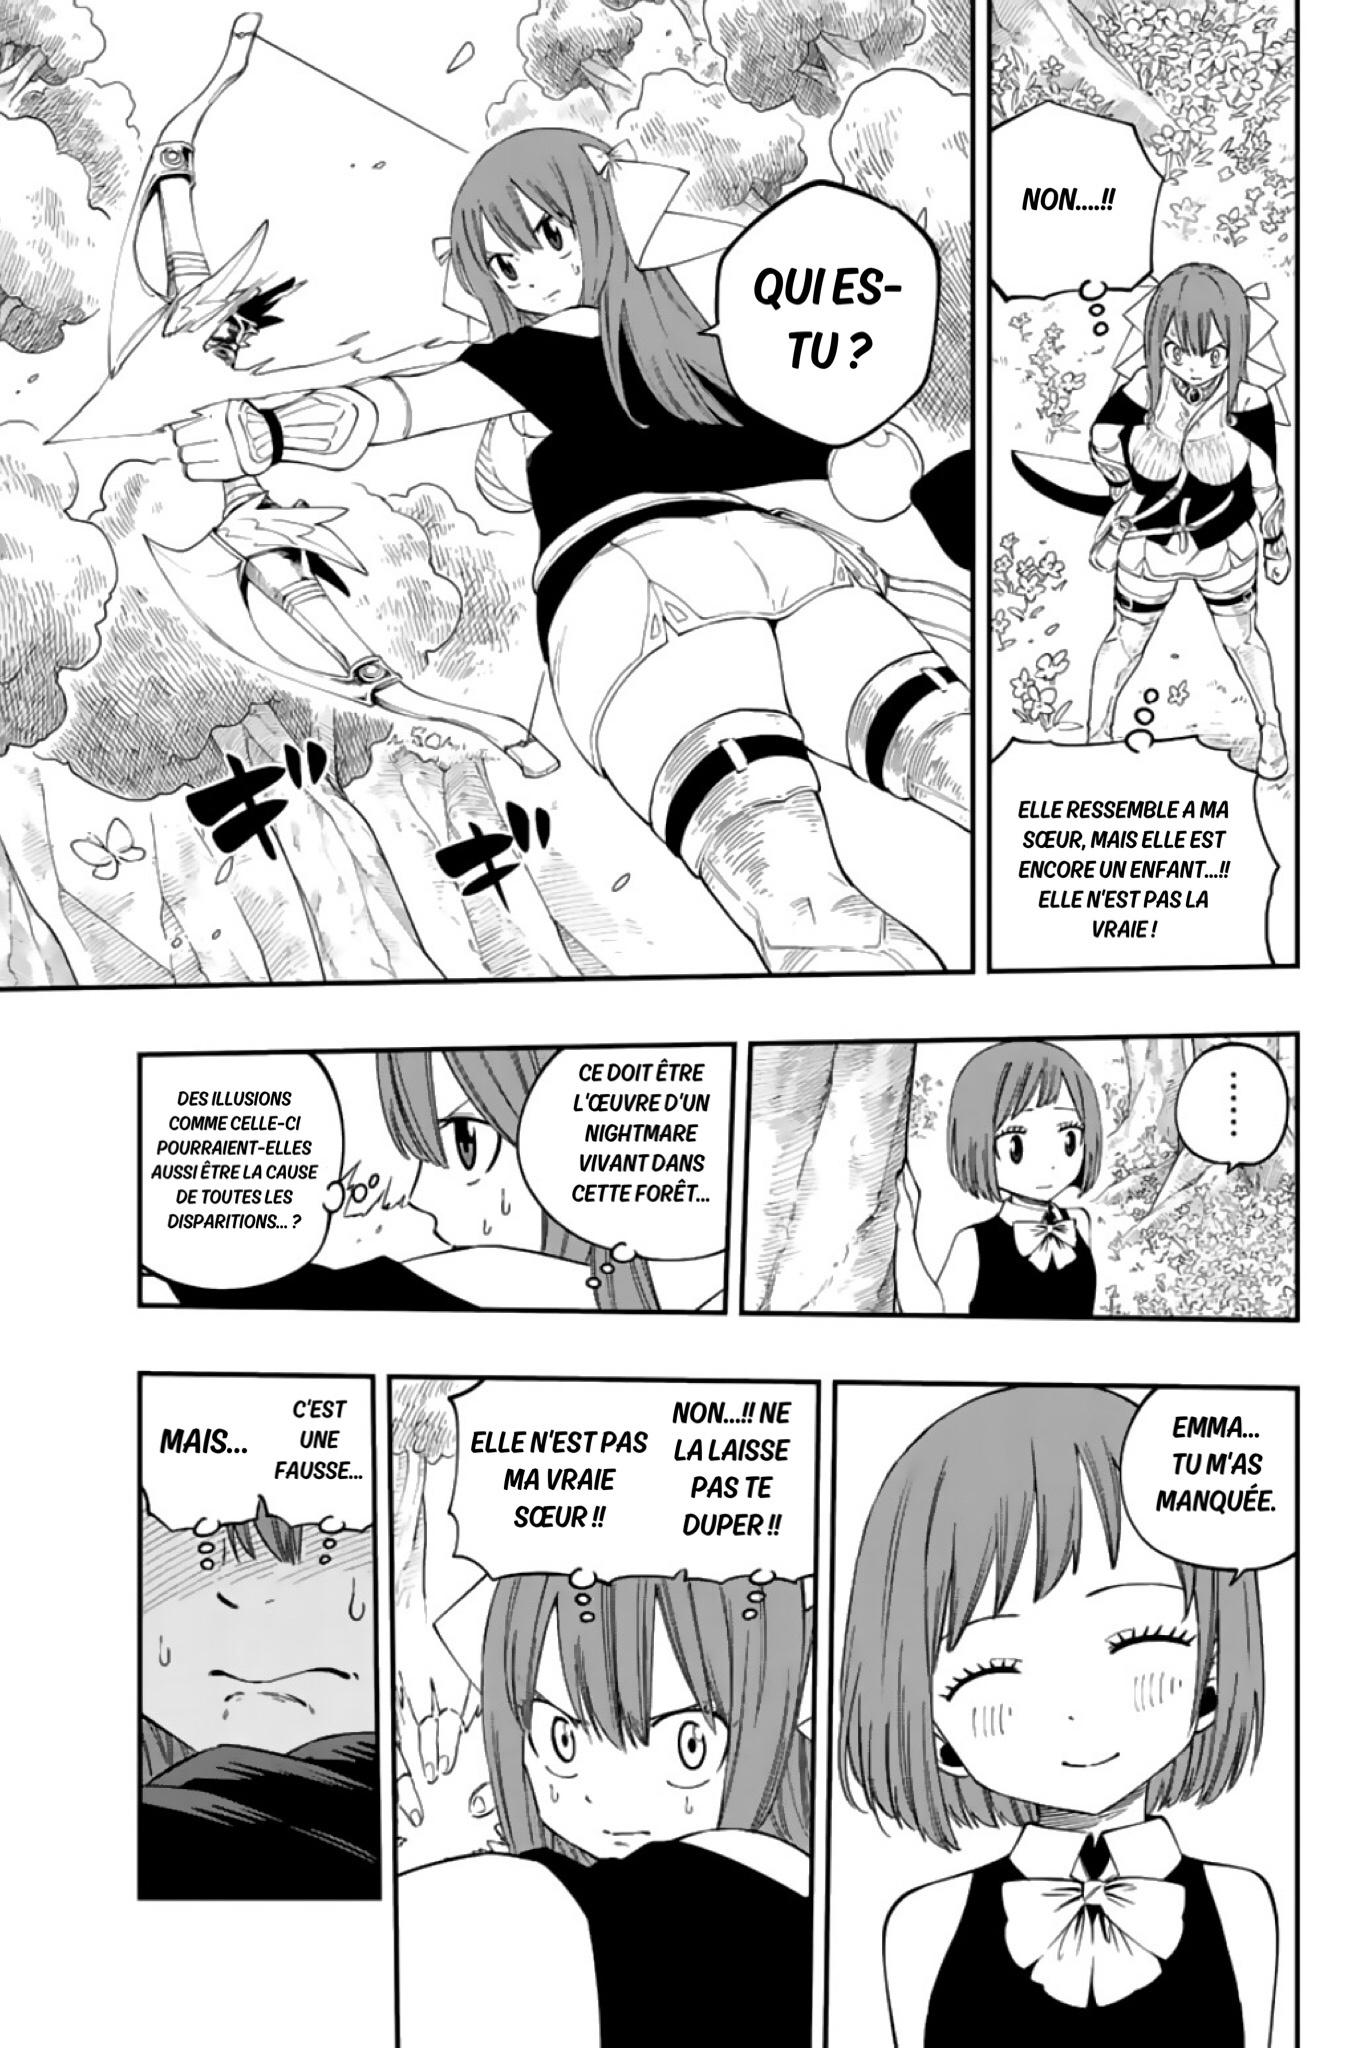 NON....!!
ELLE RESSEMBLE A MA
SŒUR, MAIS ELLE EST
ENCORE UN ENFANT...!!
ELLE N'EST PAS LA
VRAIE !
QUI ES-
TU ?
ギ"
ギ"
.......
CE DOIT ÊTRE
L'ŒUVRE D'UN
NIGHTMARE
VIVANT DANS
CETTE FORÊT...
DES ILLUSIONS
COMME CELLE-CI
POURRAIENT-ELLES
AUSSI ÊTRE LA CAUSE
DE TOUTES LES
DISPARITIONS... ?
EMMA...
TU M'AS
MANQUÉE.
NON...!! NE
LA LAISSE
PAS TE
DUPER !!
ELLE N'EST PAS
MA VRAIE
SŒUR !!
C'EST
UNE
FAUSSE...
MAIS...